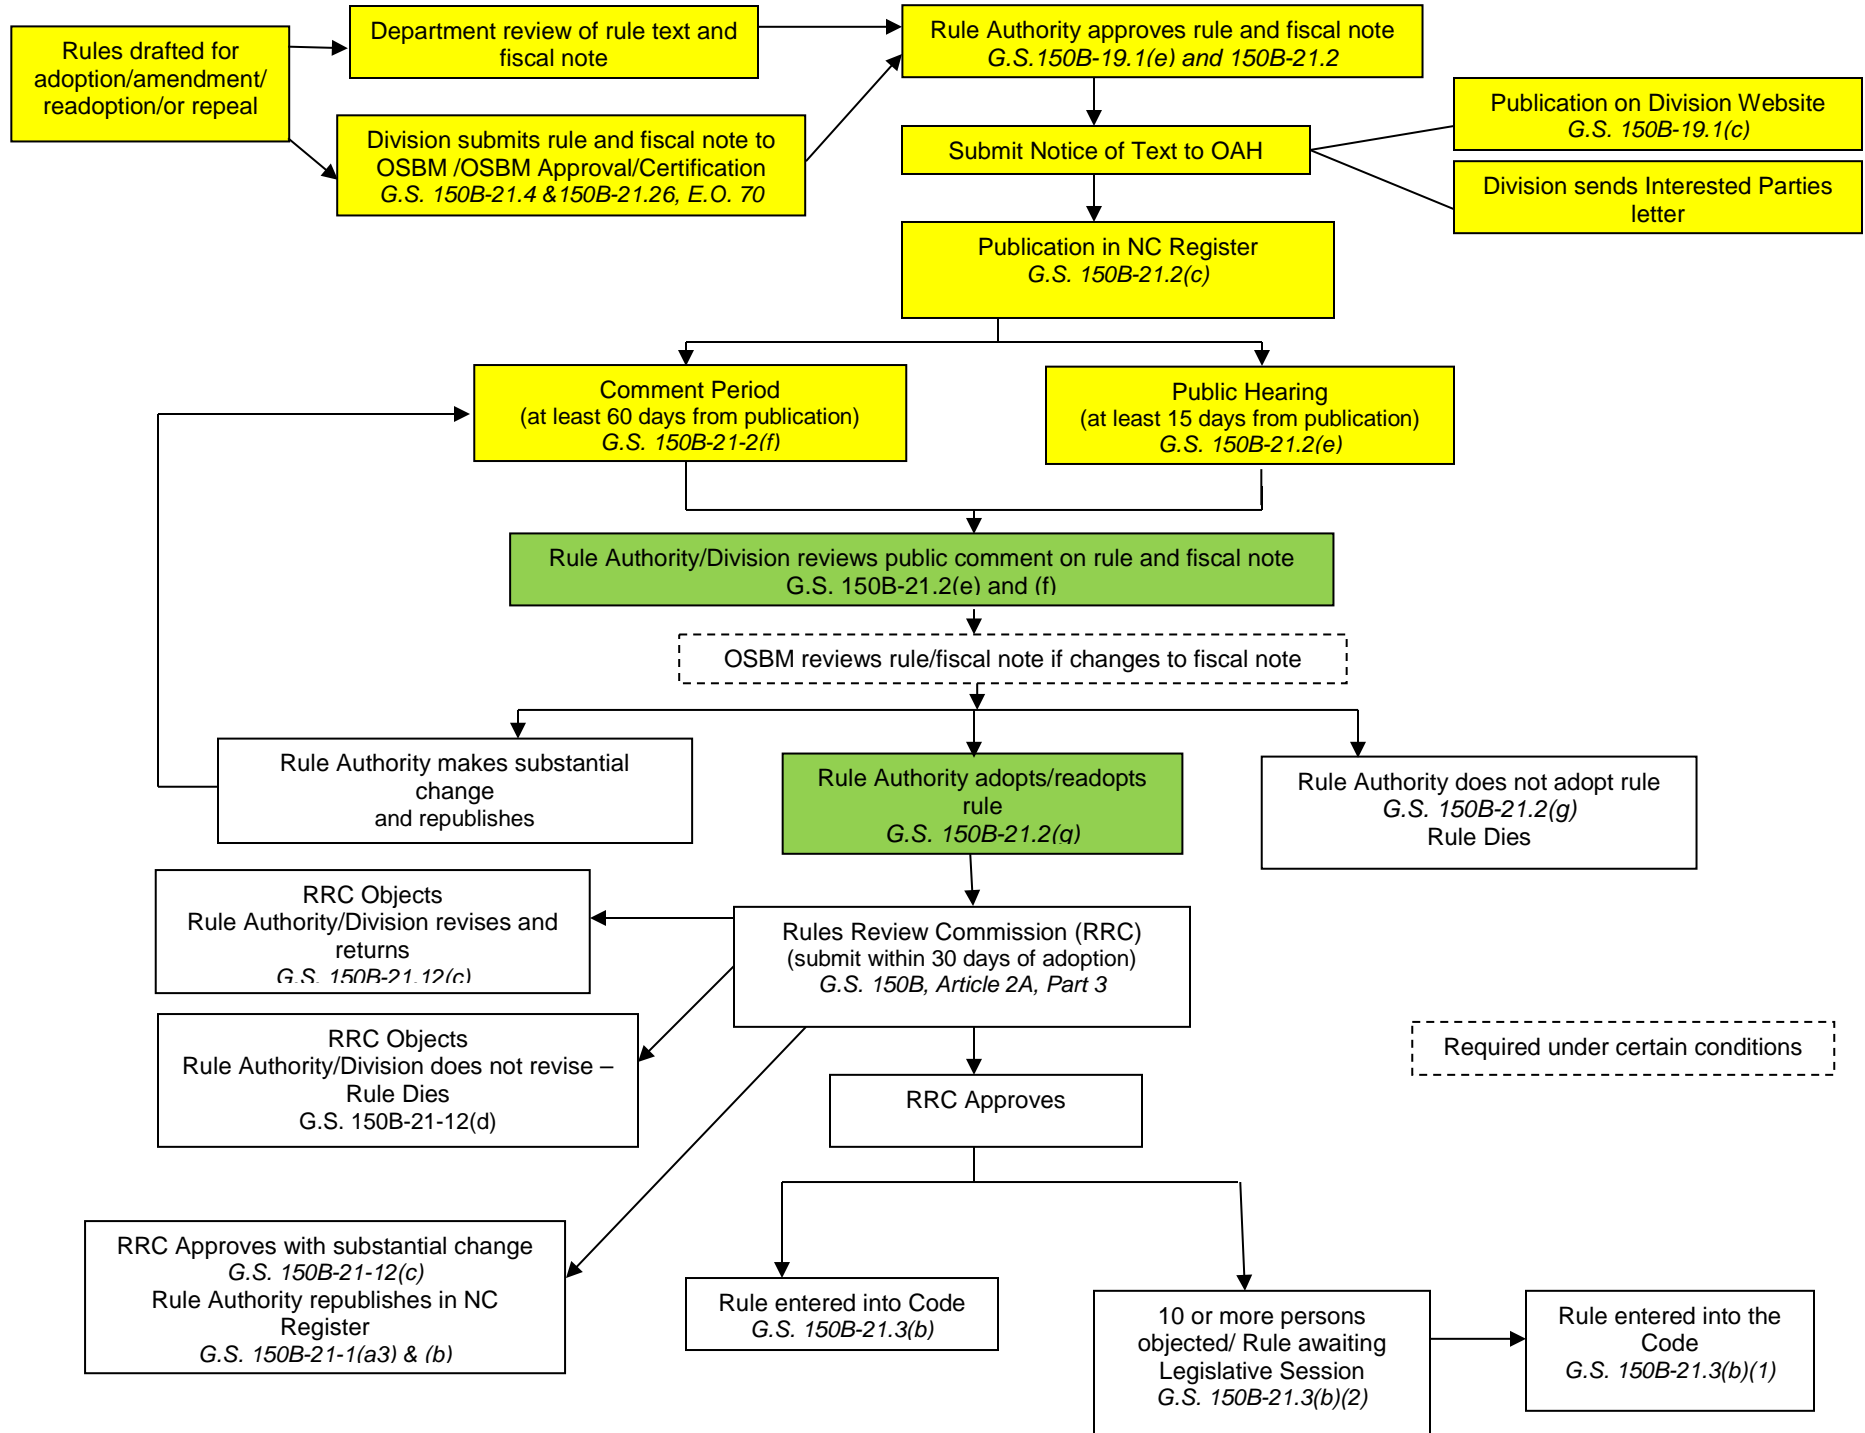 Rules drafted for
adoption/amendment/
readoption/or repeal
Department review of rule text and
fiscal note
Division submits rule and fiscal note to
OSBM /OSBM Approval/Certification
G.S. 150B-21.4 &150B-21.26, E.O. 70
Rule Authority approves rule and fiscal note
G.S.150B-19.1(e) and 150B-21.2
Submit Notice of Text to OAH
Publication on Division Website
G.S. 150B-19.1(c)
Division sends Interested Parties
letter
Publication in NC Register
G.S. 150B-21.2(c)
Comment Period
(at least 60 days from publication)
G.S. 150B-21-2(f)
Public Hearing
(at least 15 days from publication)
G.S. 150B-21.2(e)
Rule Authority/Division reviews public comment on rule and fiscal note
G.S. 150B-21.2(e) and (f)
OSBM reviews rule/fiscal note if changes to fiscal note
Rule Authority makes substantial
change
and republishes
Rule Authority adopts/readopts
rule
G.S. 150B-21.2(g)
Rule Authority does not adopt rule
G.S. 150B-21.2(g)
Rule Dies
RRC Objects
Rule Authority/Division revises and
returns
G.S. 150B-21.12(c)
Rules Review Commission (RRC)
(submit within 30 days of adoption)
G.S. 150B, Article 2A, Part 3
RRC Objects
Rule Authority/Division does not revise –
Rule Dies
G.S. 150B-21-12(d)
Required under certain conditions
RRC Approves
RRC Approves with substantial change
G.S. 150B-21-12(c)
Rule Authority republishes in NC
Register
G.S. 150B-21-1(a3) & (b)
Rule entered into Code
G.S. 150B-21.3(b)
10 or more persons
objected/ Rule awaiting
Legislative Session
G.S. 150B-21.3(b)(2)
Rule entered into the
Code
G.S. 150B-21.3(b)(1)